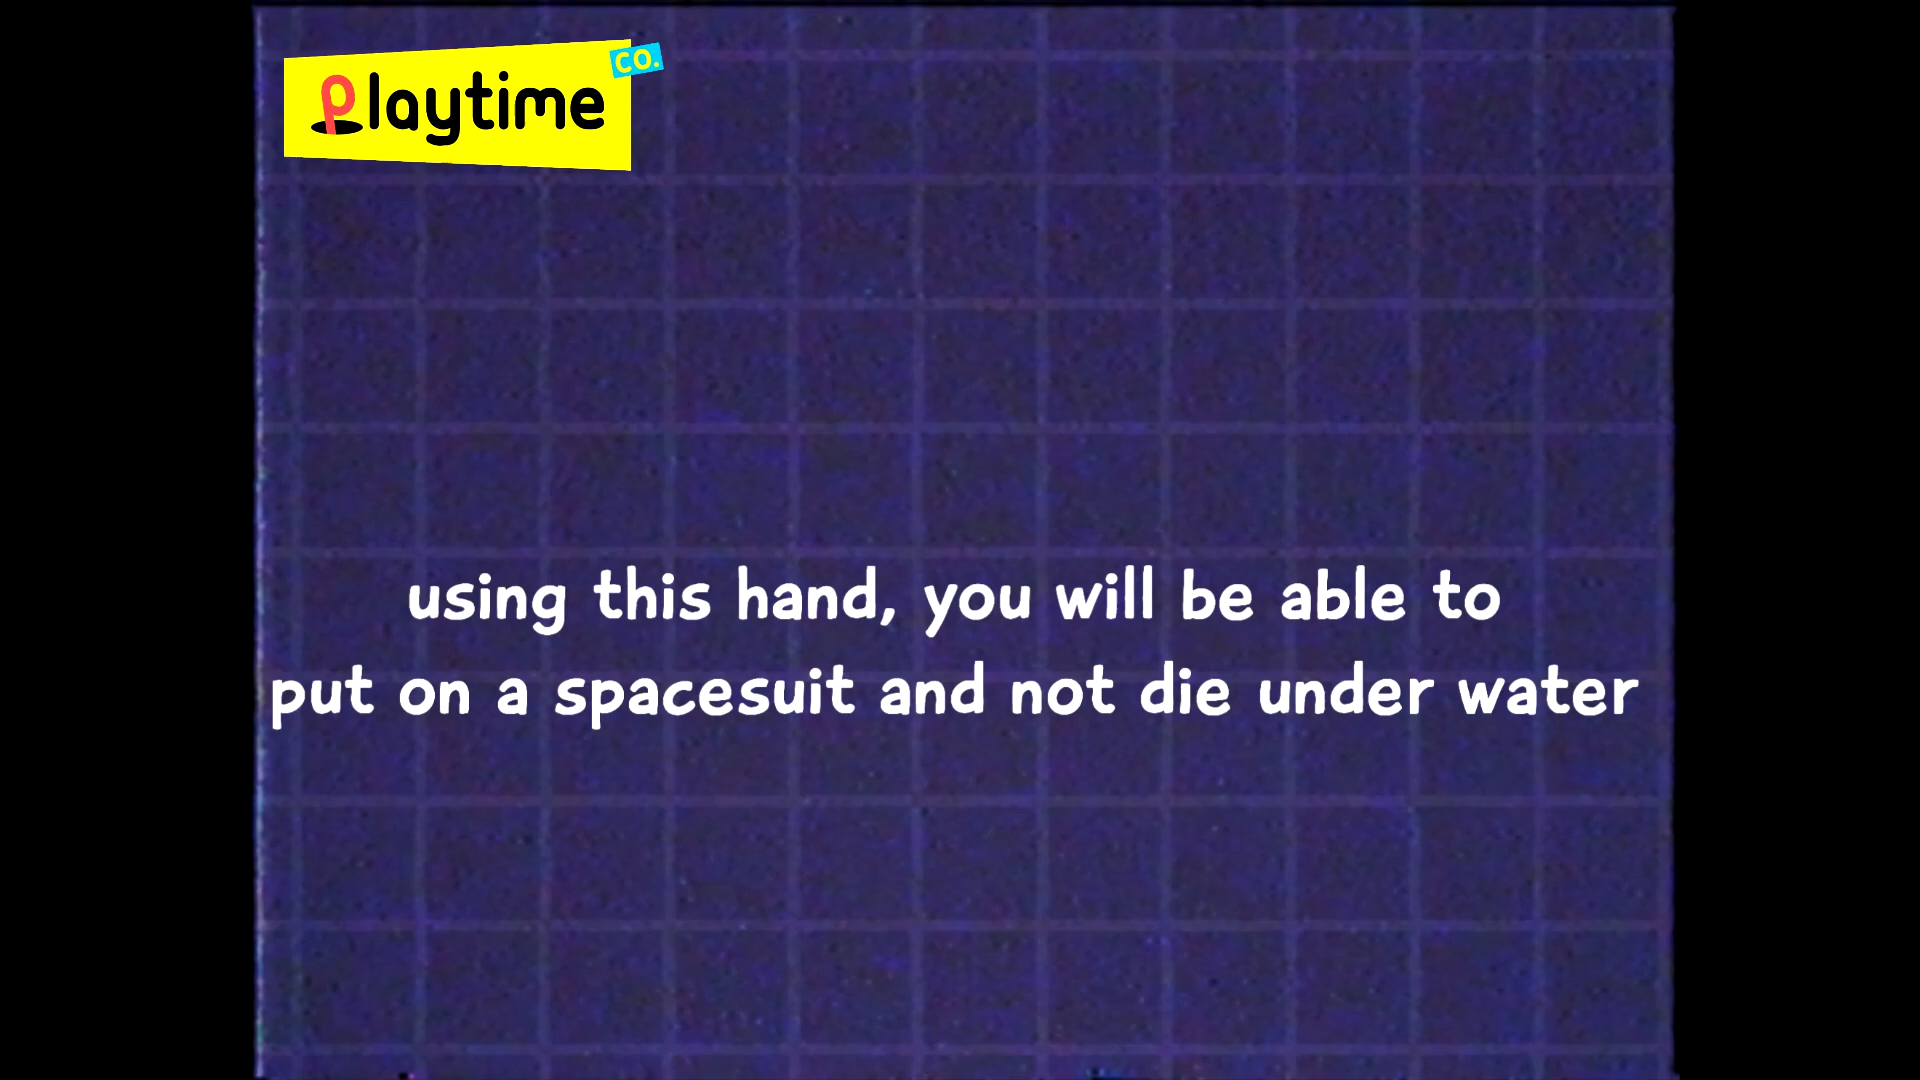 playtime co.
using this hand, you will be able to
put on a spacesuit and not die under water